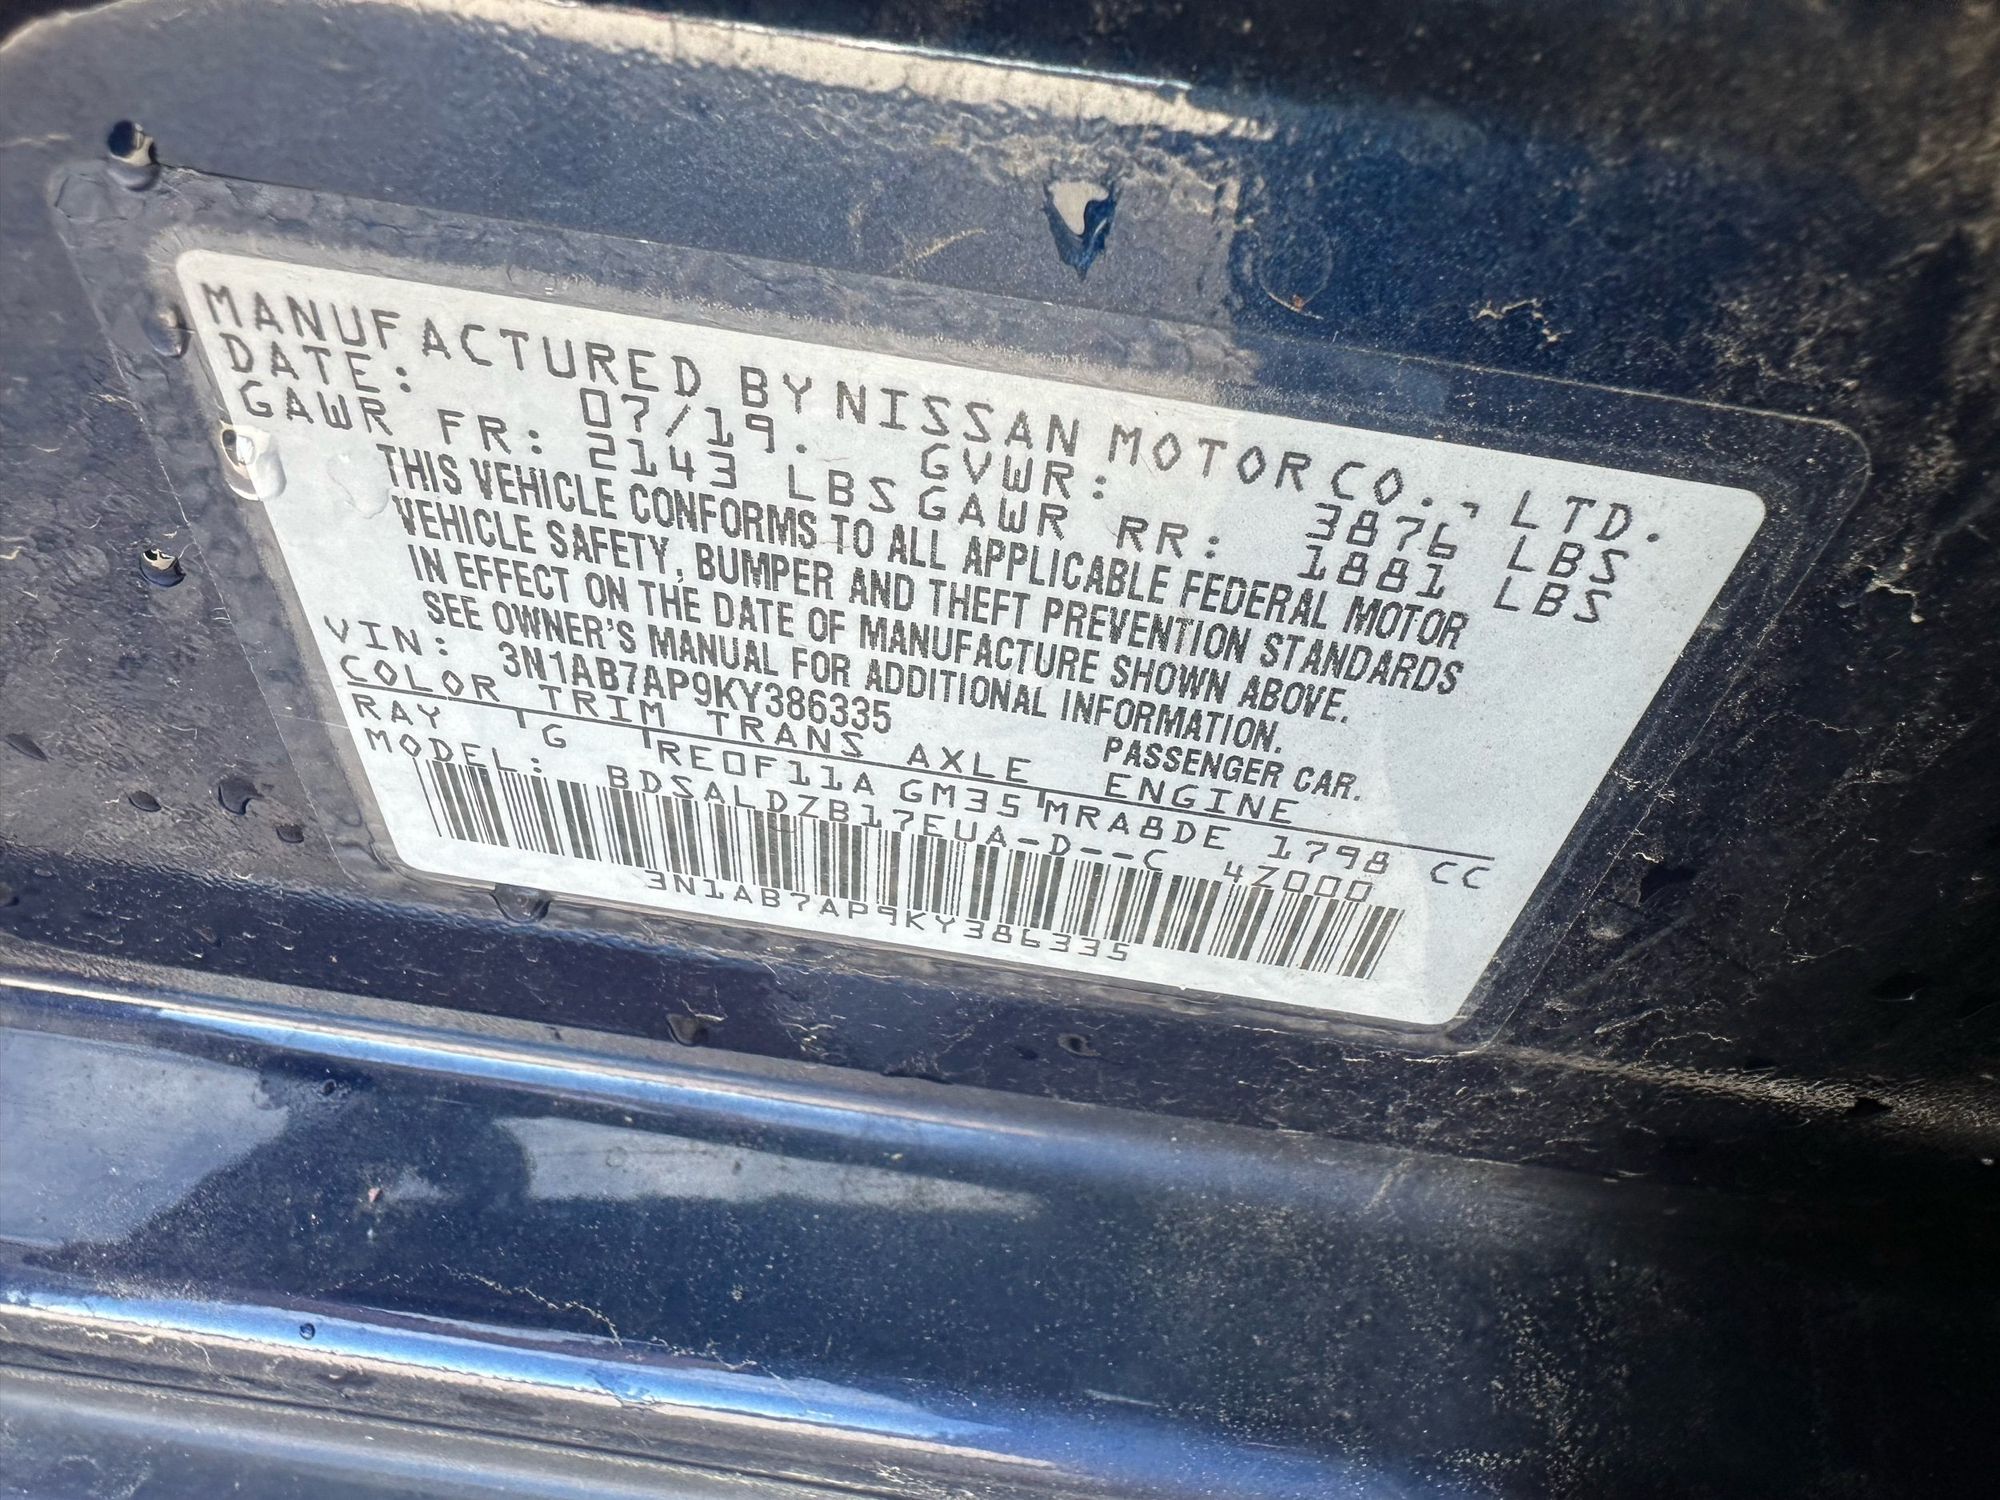 MANUFACTURED BY NISSAN MOTOR CO., LTD.
DATE: 07/19. GVWR: 3876 LBS
GAWR FR: 2143 LBS GAWR RR: 1881 LBS
THIS VEHICLE CONFORMS TO ALL APPLICABLE FEDERAL MOTOR
VEHICLE SAFETY, BUMPER AND THEFT PREVENTION STANDARDS
IN EFFECT ON THE DATE OF MANUFACTURE SHOWN ABOVE.
SEE OWNER'S MANUAL FOR ADDITIONAL INFORMATION.
VIN: 3N1AB7AP9KY386335 PASSENGER CAR.
COLOR TRIM TRANS AXLE ENGINE
RAY G RE0F11A GM35 MRA8DE 1798 CC
MODEL: BDSALDZB17EUA-D--C 4Z000
3N1AB7AP9KY386335